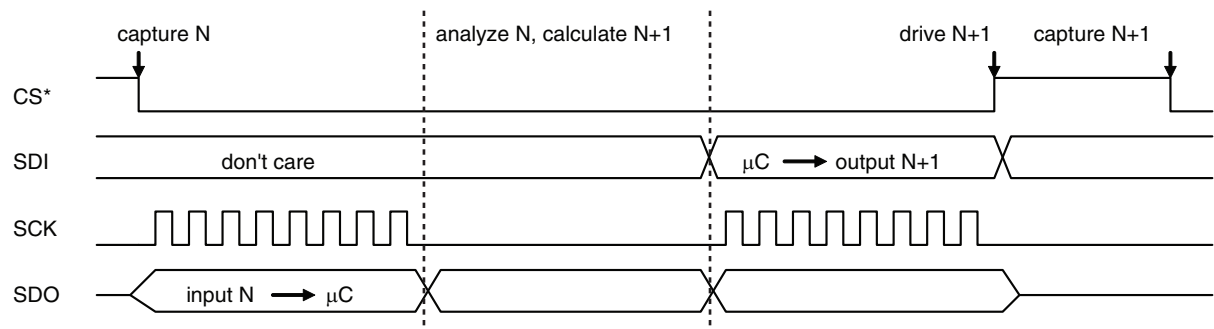 capture N
analyze N, calculate N+1
drive N+1
capture N+1
CS*
SDI
don't care
μC
output N+1
SCK
SDO
input N
μC